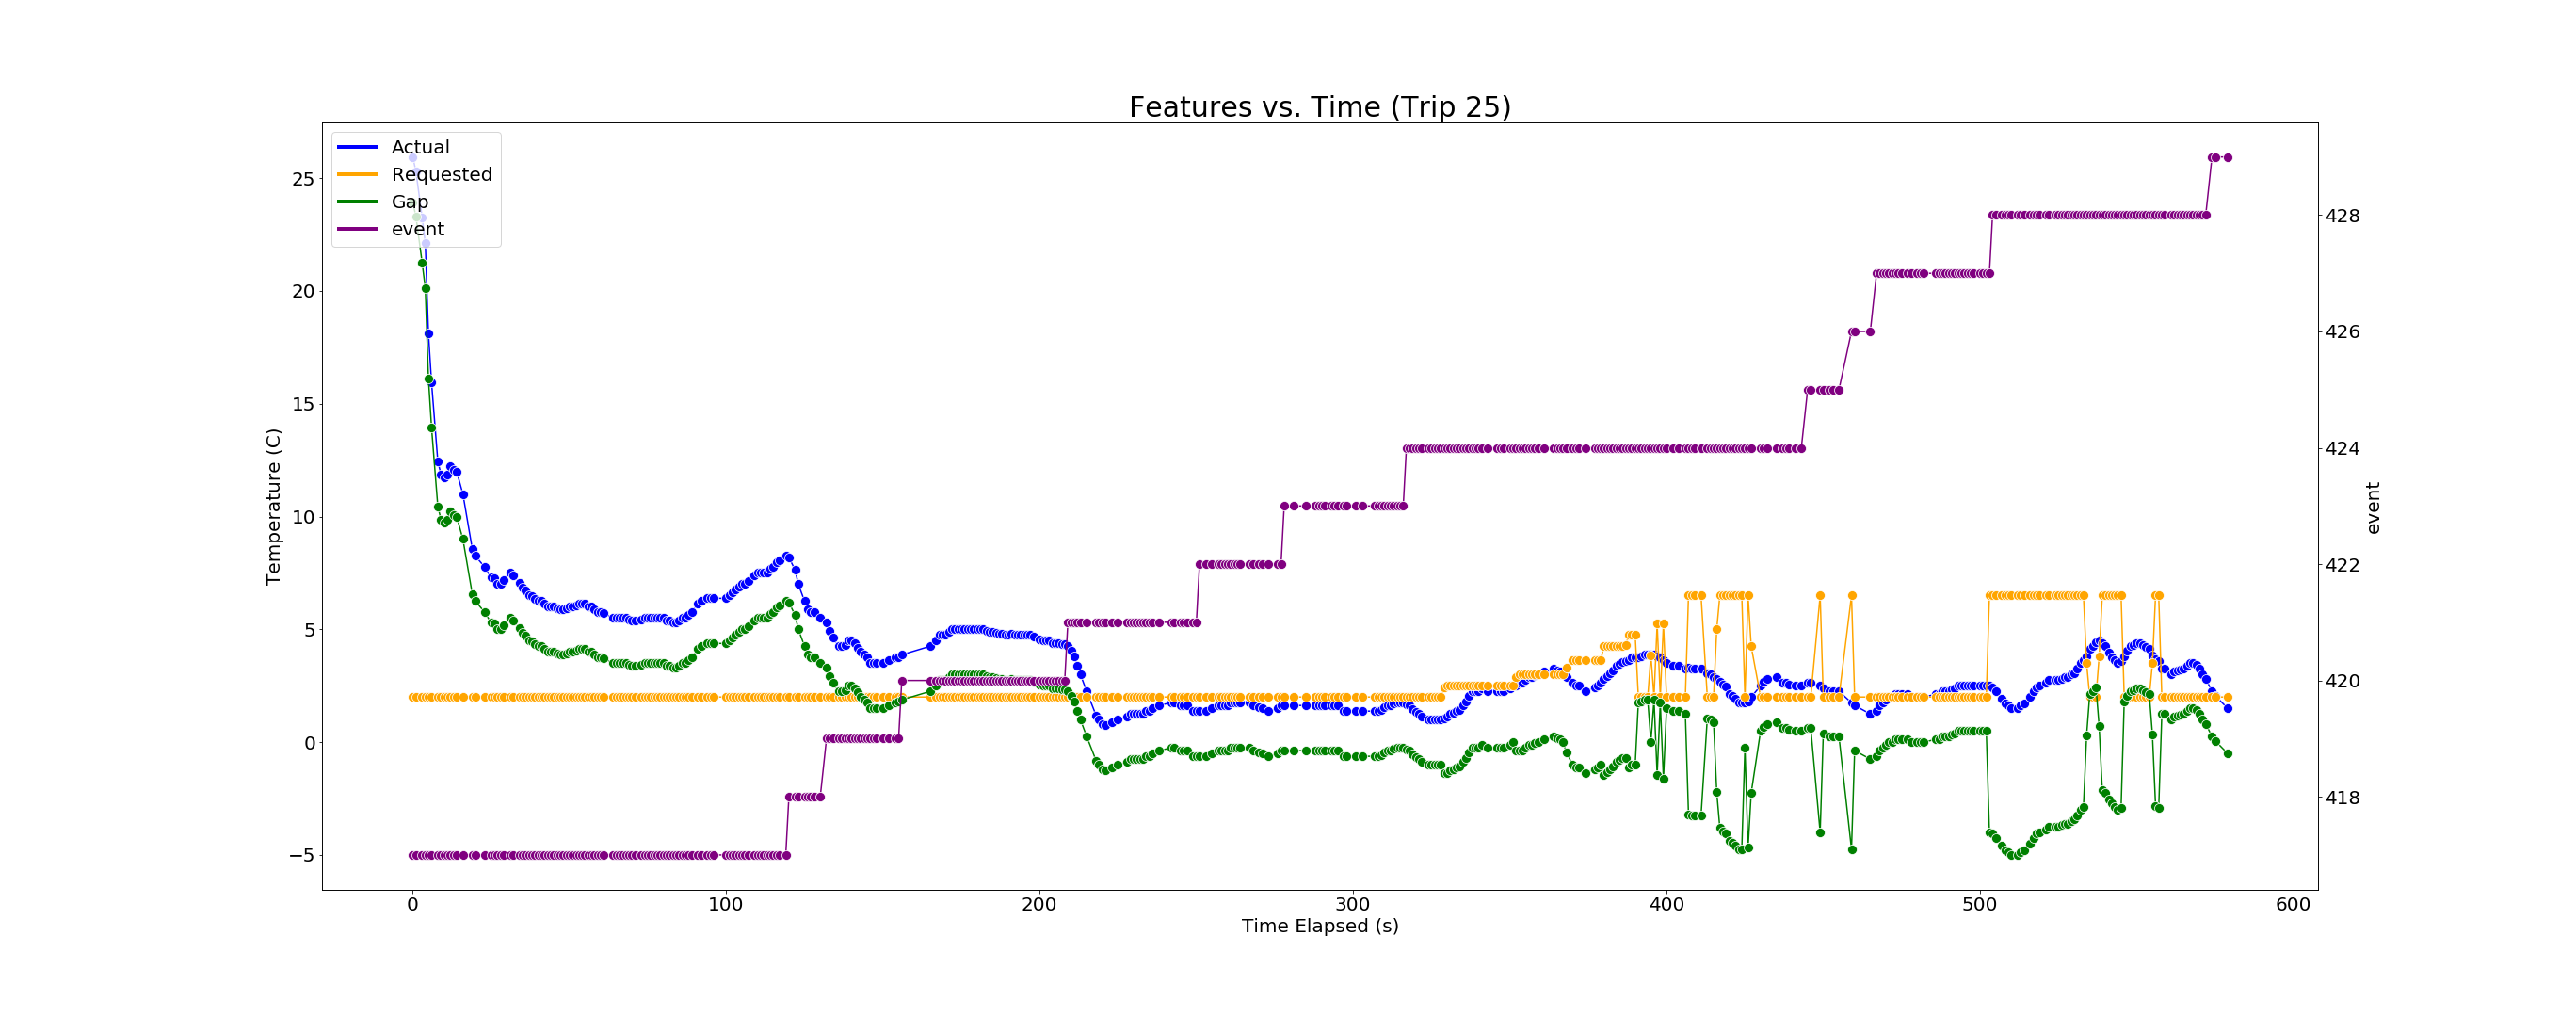 Features vs. Time (Trip 25)
Actual
Requested
Gap
event
25
20
15
10
5
0
−5
Temperature (C)
428
426
424
422
420
418
event
0 100 200 300 400 500 600
Time Elapsed (s)